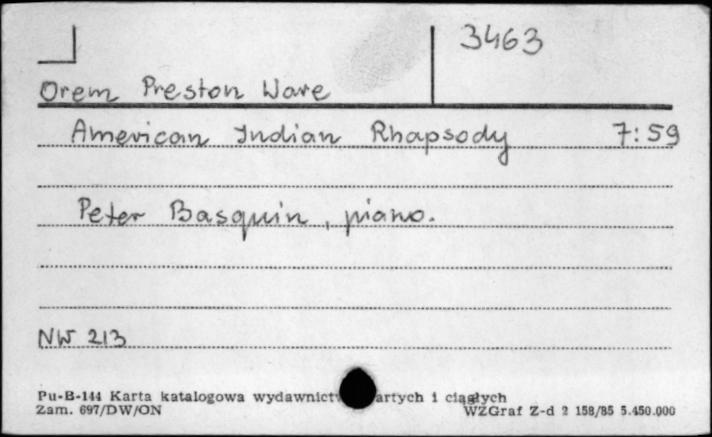 3463
Orem Preston Ware
American Indian Rhapsody 7:59
Peter Basquin, piano.
NW 213
Pu-B-144 Karta katalogowa wydawnict artych i ciągłych
Zam. 697/DW/ON WZGraf Z-d 2 158/85 5.450.000